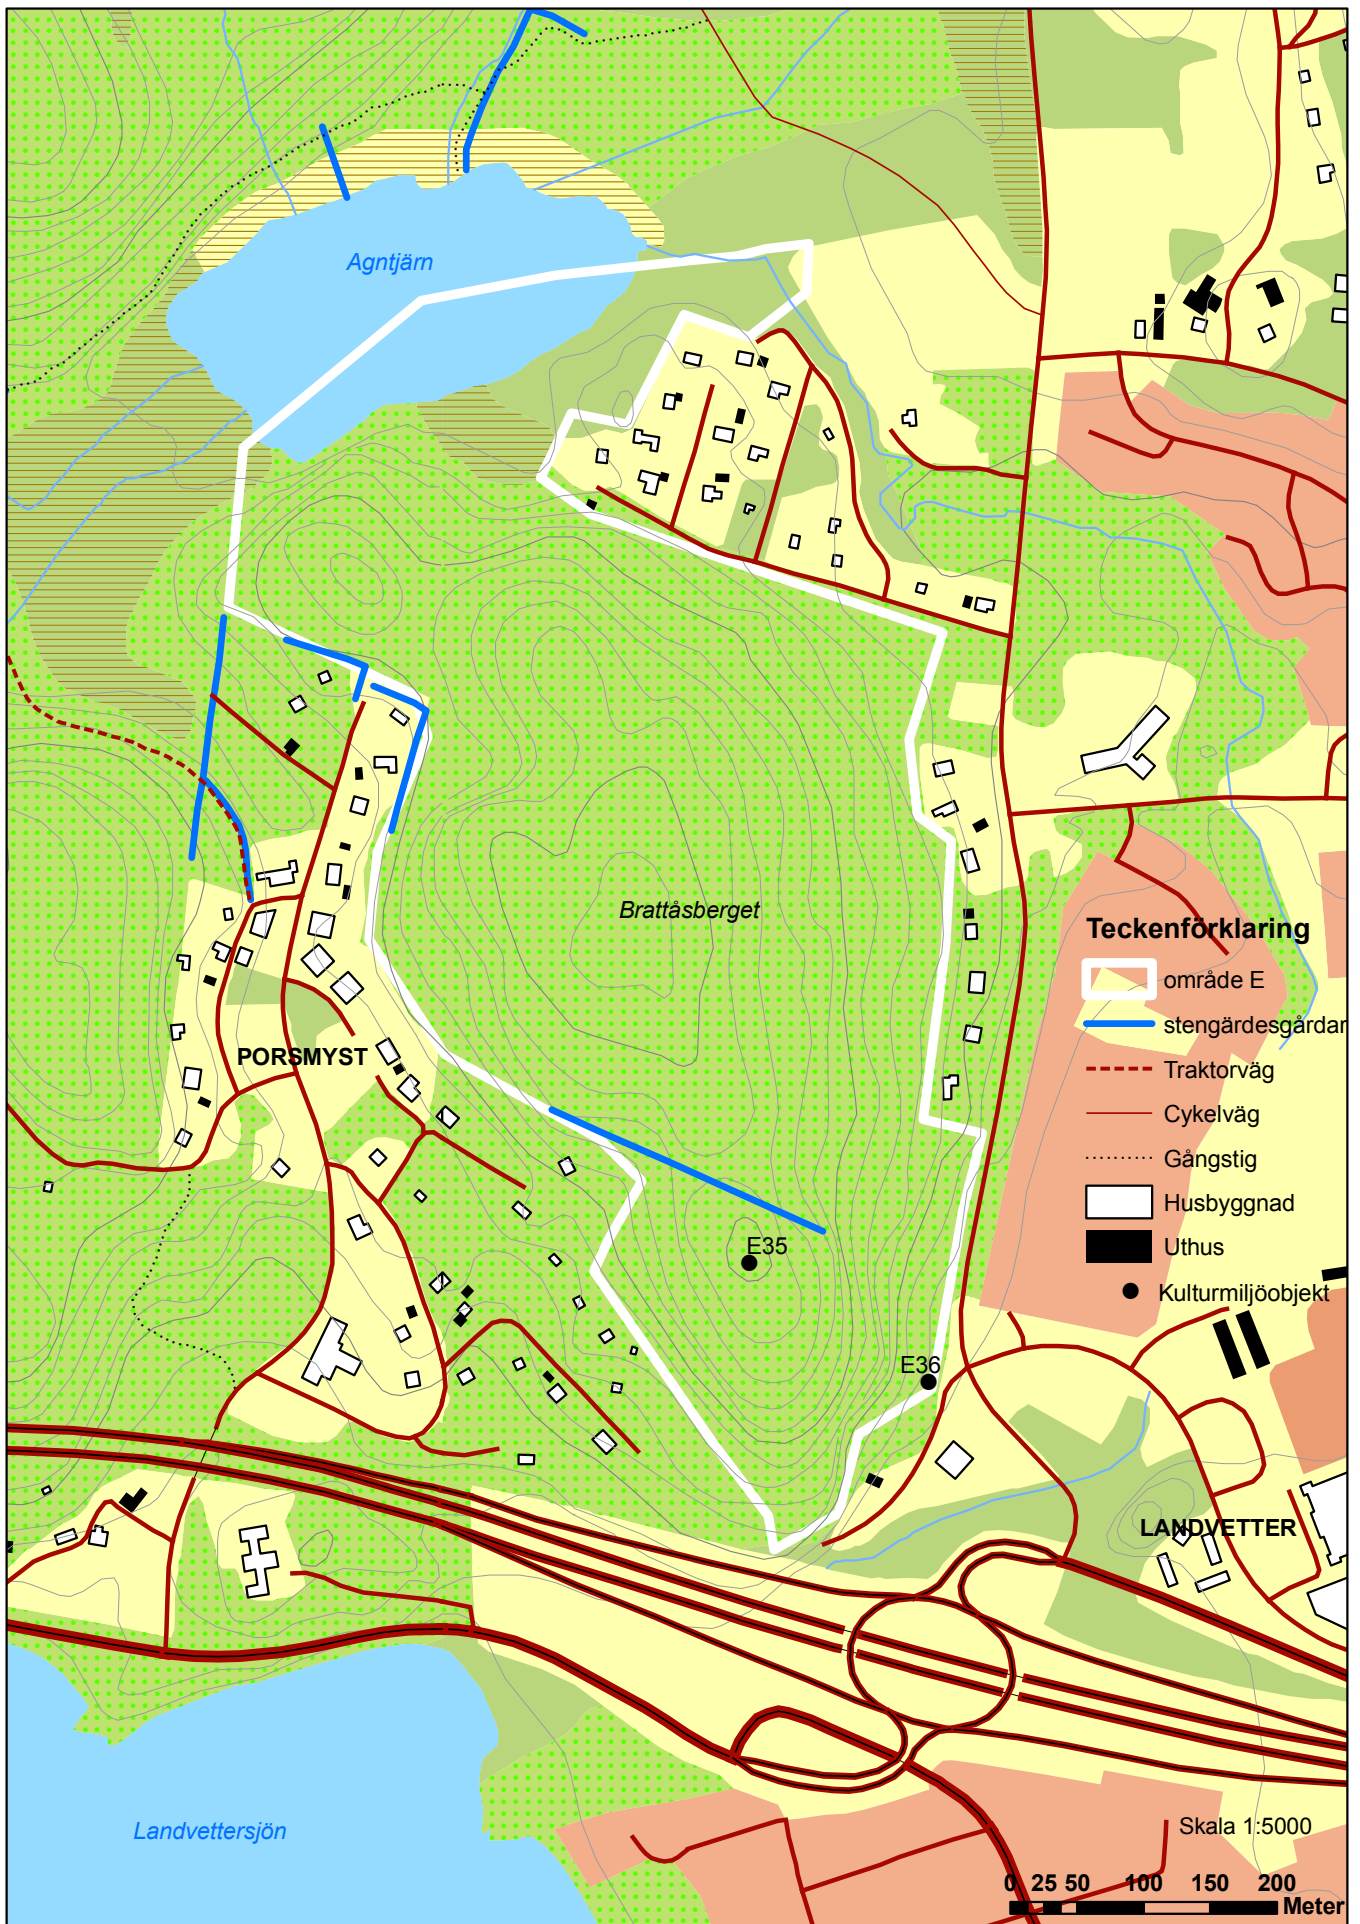 Agntjärn
Brattåsberget
Teckenförklaring
område E
stengärdesgårdar
PORSMYST
Traktorväg
Cykelväg
Gångstig
Husbyggnad
Uthus
Kulturmiljöobjekt
E35
E36
LANDVETTER
Landvettersjön
Skala 1:5000
0 25 50 100 150 200
Meter